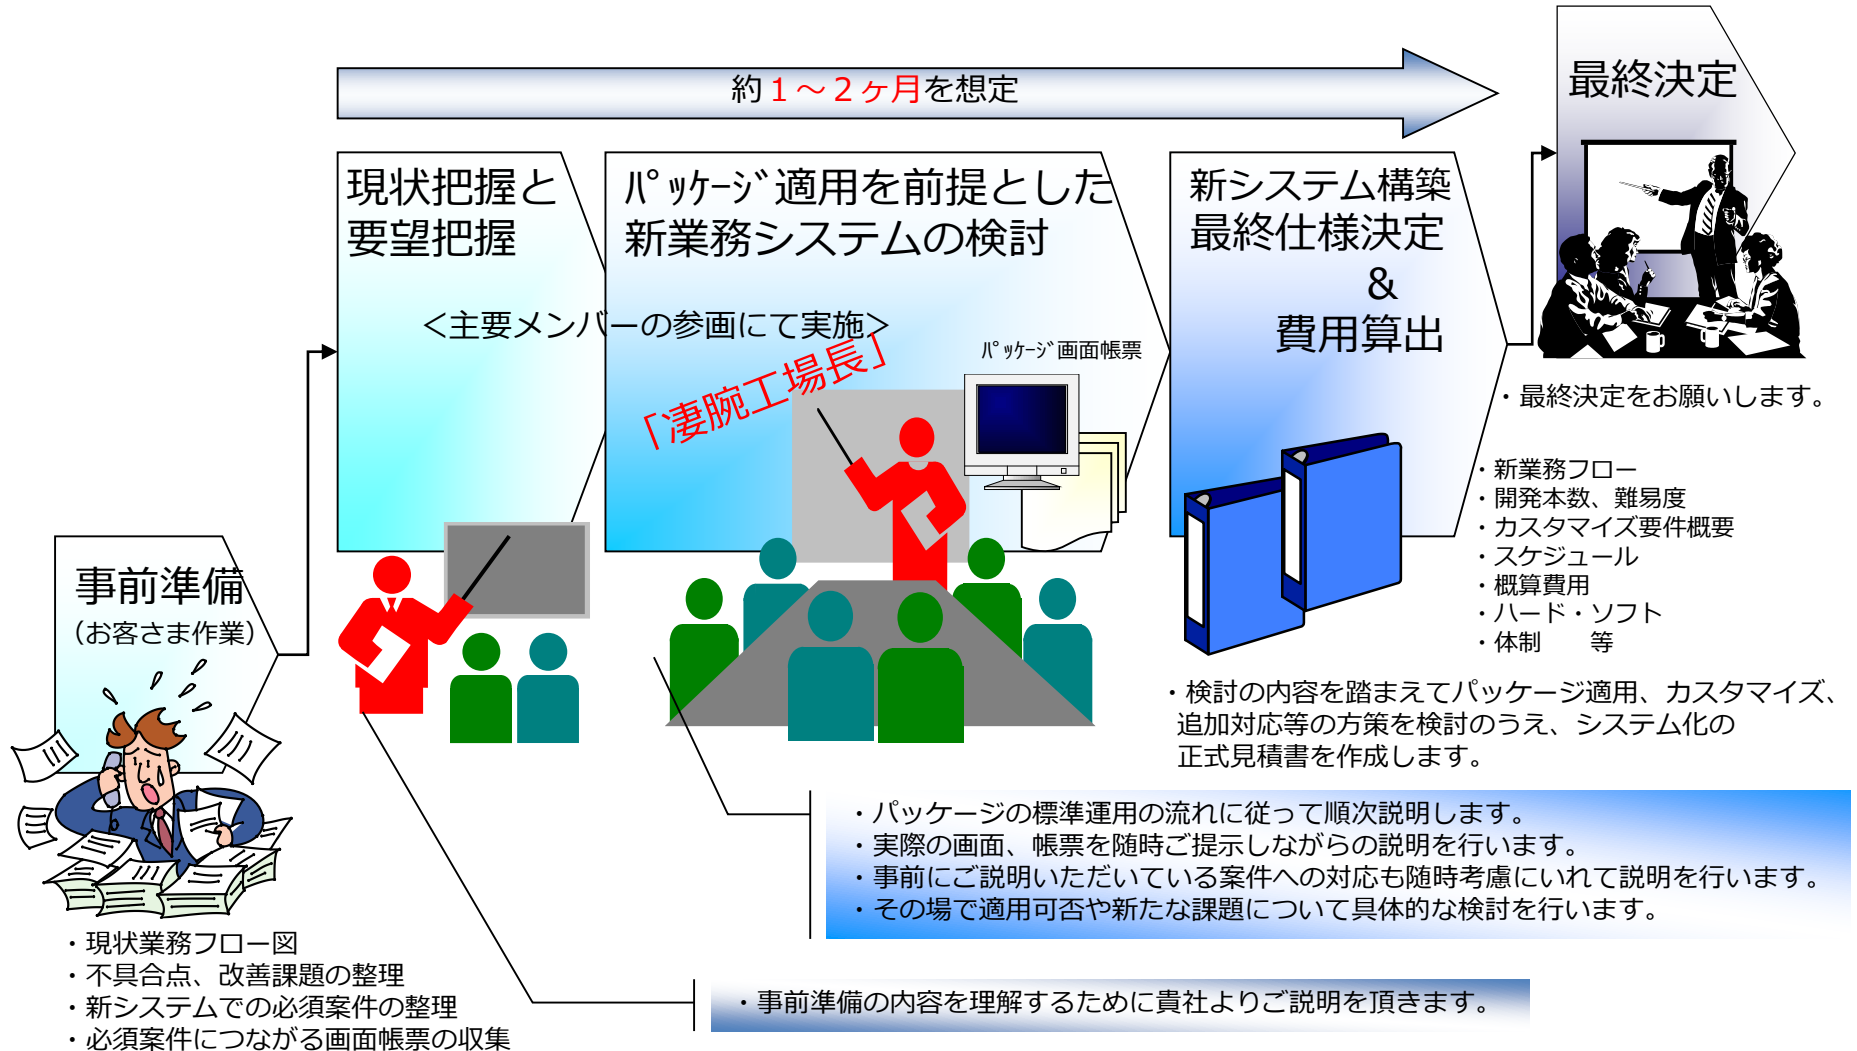 約１～２ヶ月を想定
最終決定
現状把握と
要望把握
ﾊﾟｯｹｰｼﾞ適用を前提とした
新業務システムの検討
新システム構築
最終仕様決定
&
費用算出
＜主要メンバーの参画にて実施＞
「凄腕工場長」
ﾊﾟｯｹｰｼﾞ画面帳票
・最終決定をお願いします。
・新業務フロー
・開発本数、難易度
・カスタマイズ要件概要
・スケジュール
・概算費用
・ハード・ソフト
・体制　　等
事前準備
（お客さま作業）
・検討の内容を踏まえてパッケージ適用、カスタマイズ、
追加対応等の方策を検討のうえ、システム化の
正式見積書を作成します。
・パッケージの標準運用の流れに従って順次説明します。
・実際の画面、帳票を随時ご提示しながらの説明を行います。
・事前にご説明いただいている案件への対応も随時考慮にいれて説明を行います。
・その場で適用可否や新たな課題について具体的な検討を行います。
・現状業務フロー図
・不具合点、改善課題の整理
・新システムでの必須案件の整理
・必須案件につながる画面帳票の収集
・事前準備の内容を理解するために貴社よりご説明を頂きます。